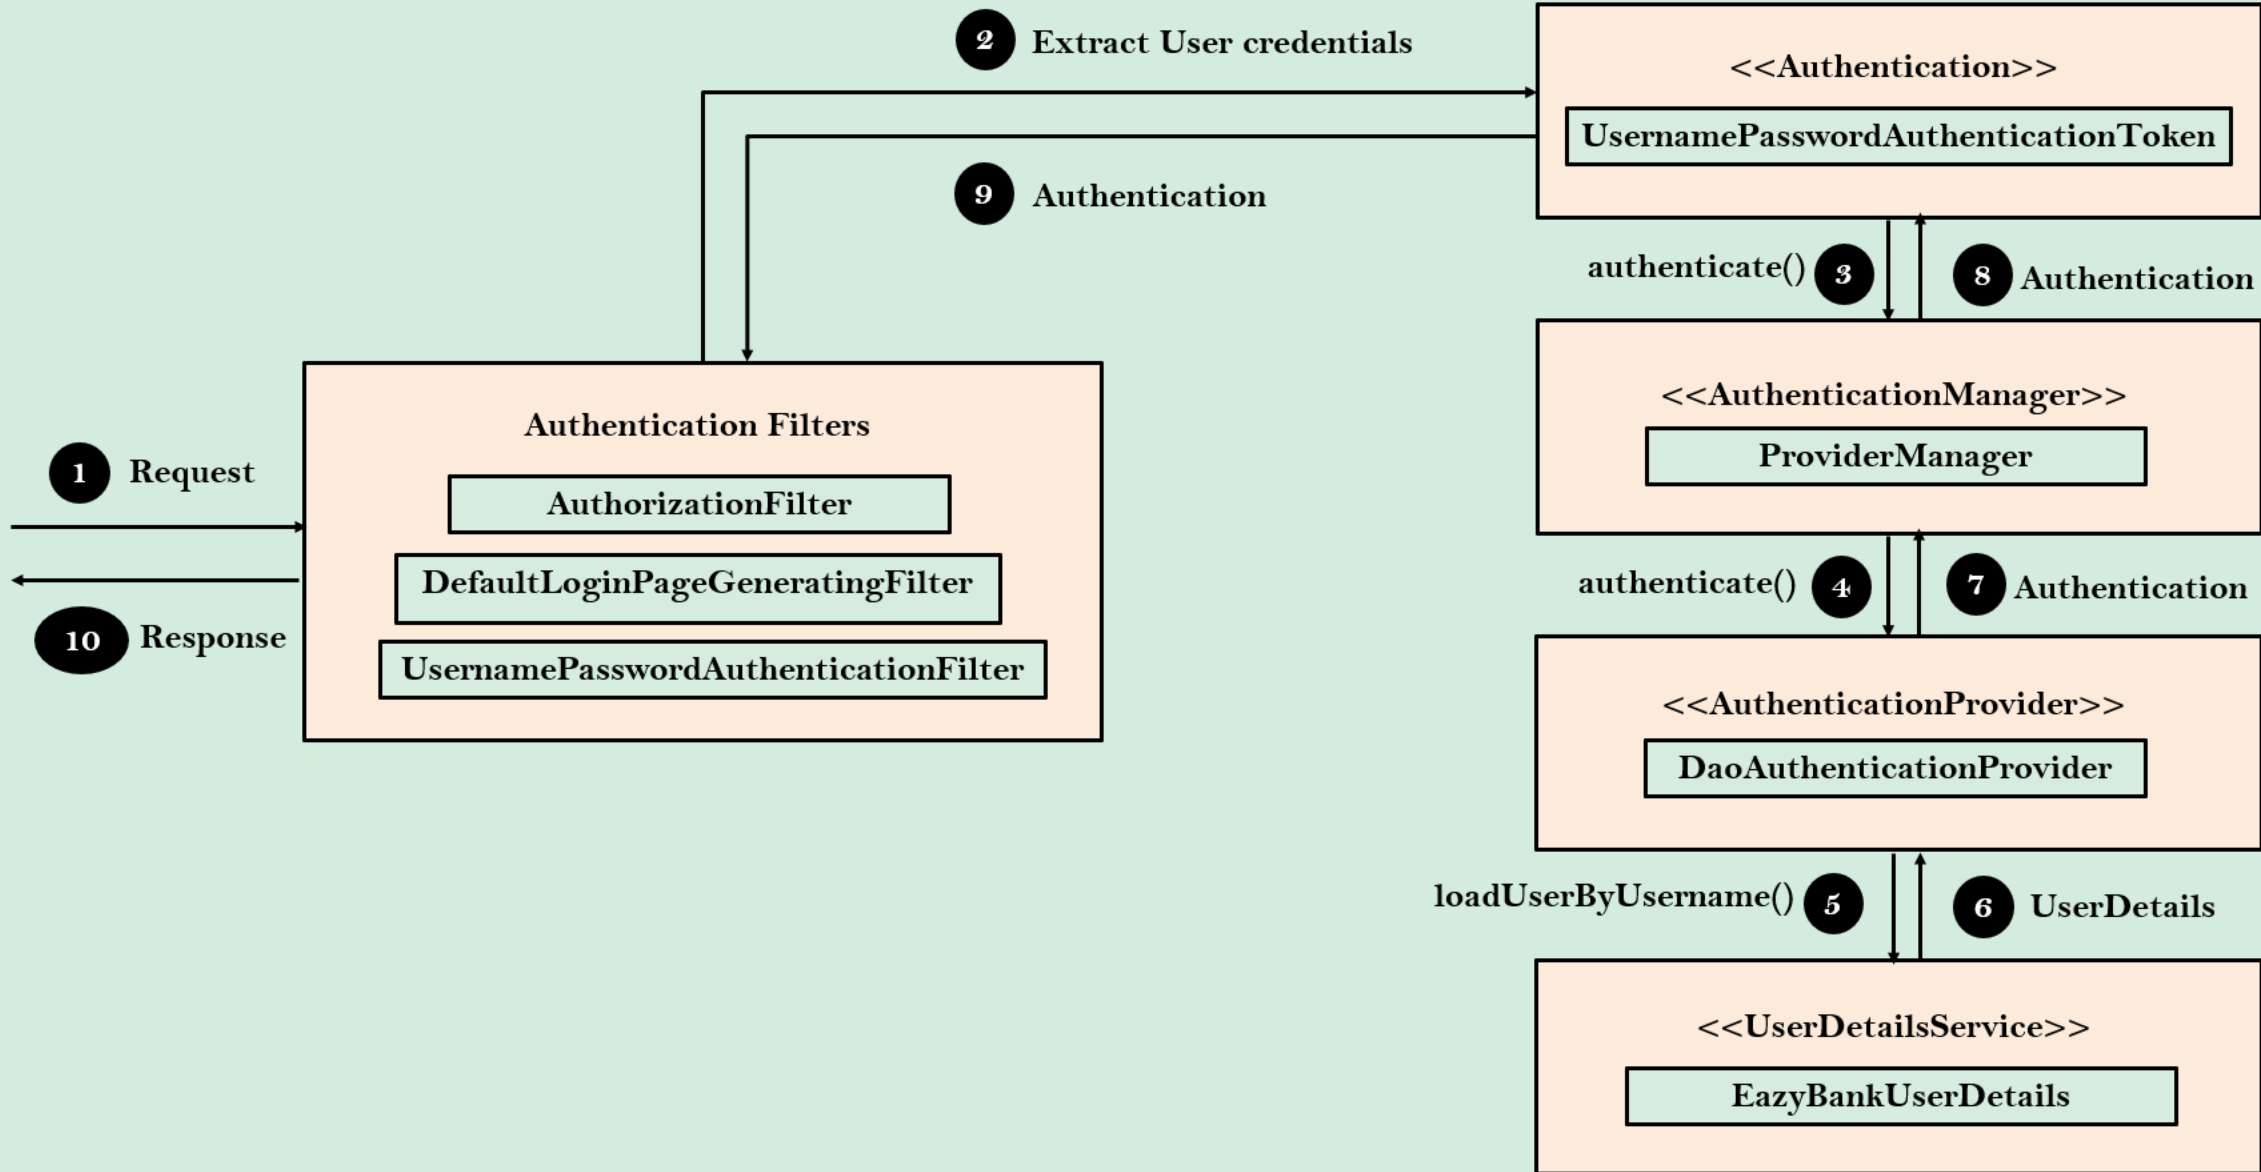 2 Extract User credentials
<<Authentication>>
UsernamePasswordAuthenticationToken
9 Authentication
authenticate() 3
8 Authentication
<<AuthenticationManager>>
ProviderManager
Authentication Filters
1 Request
AuthorizationFilter
DefaultLoginPageGeneratingFilter
10 Response
UsernamePasswordAuthenticationFilter
authenticate() 4
7 Authentication
<<AuthenticationProvider>>
DaoAuthenticationProvider
loadUserByUsername() 5
6 UserDetails
<<UserDetailsService>>
EazyBankUserDetails